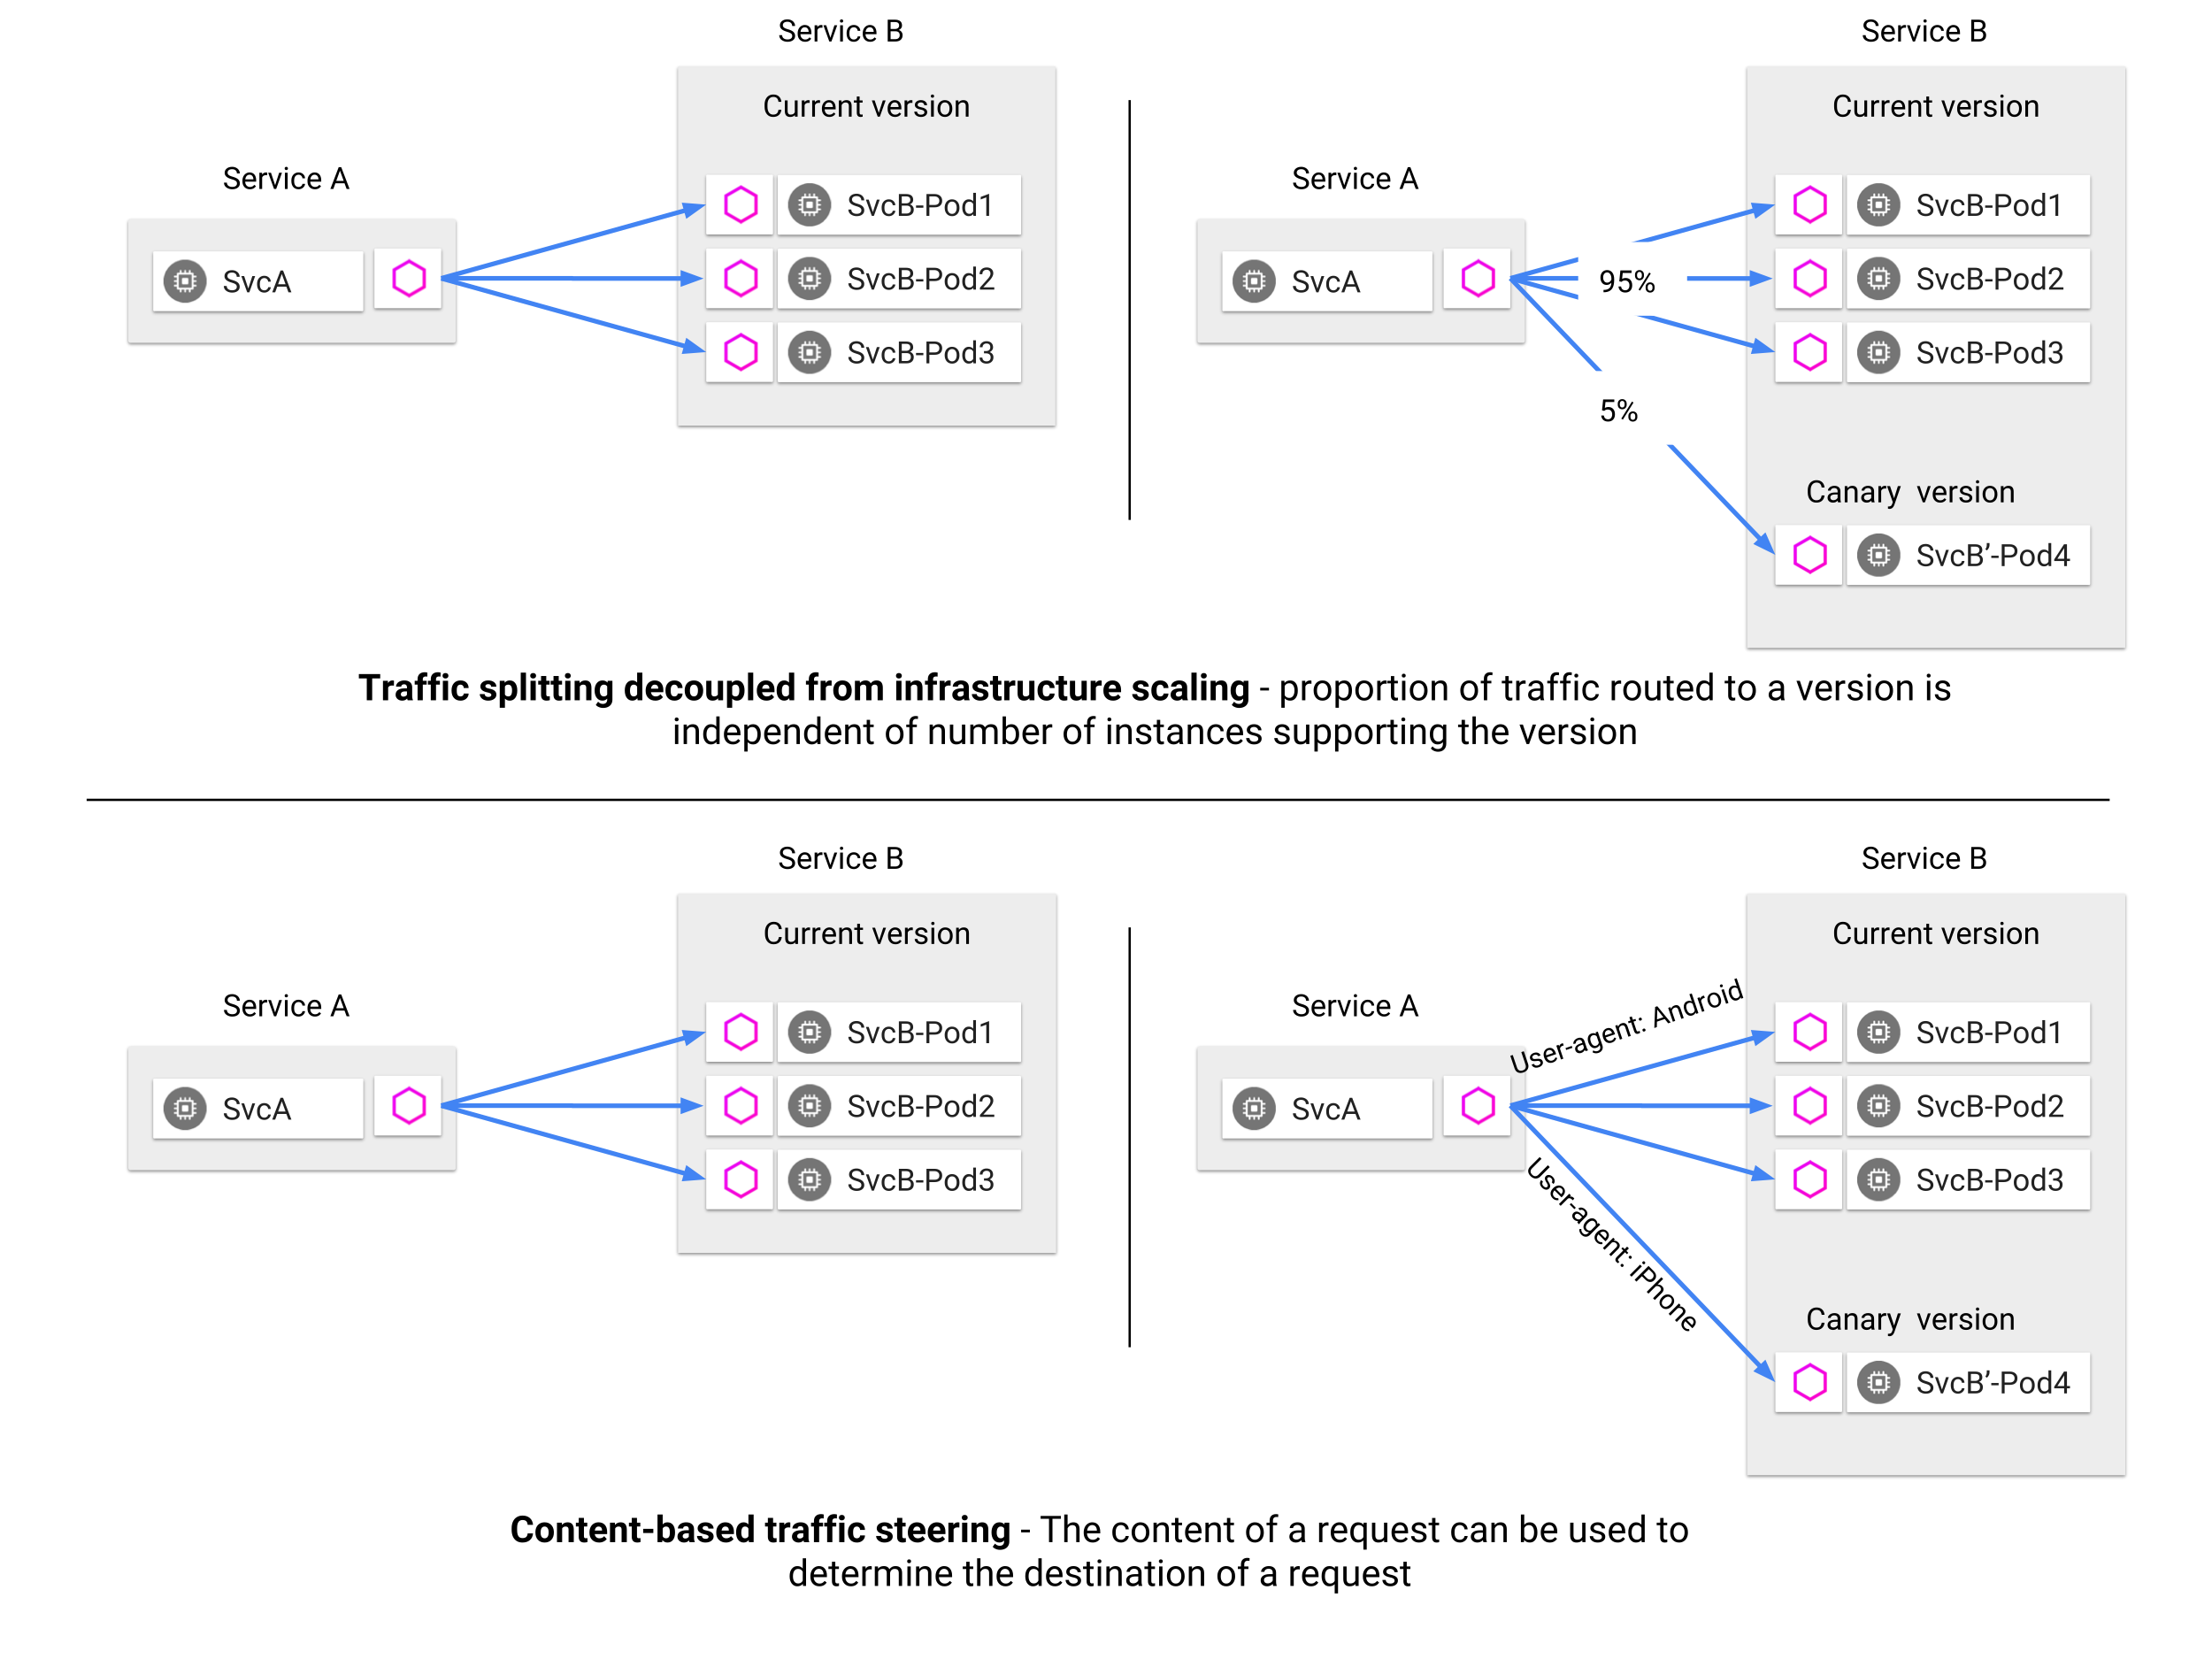 Service B
Current version
Service A
SvcA
SvcB-Pod1
SvcB-Pod2
SvcB-Pod3
Service B
Current version
Service A
SvcA
95%
5%
SvcB-Pod1
SvcB-Pod2
SvcB-Pod3
Canary version
SvcB’-Pod4
Traffic splitting decoupled from infrastructure scaling - proportion of traffic routed to a version is
independent of number of instances supporting the version
Service B
Current version
Service A
SvcA
SvcB-Pod1
SvcB-Pod2
SvcB-Pod3
Service B
Current version
Service A
SvcA
User-agent: Android
User-agent: iPhone
SvcB-Pod1
SvcB-Pod2
SvcB-Pod3
Canary version
SvcB’-Pod4
Content-based traffic steering - The content of a request can be used to
determine the destination of a request